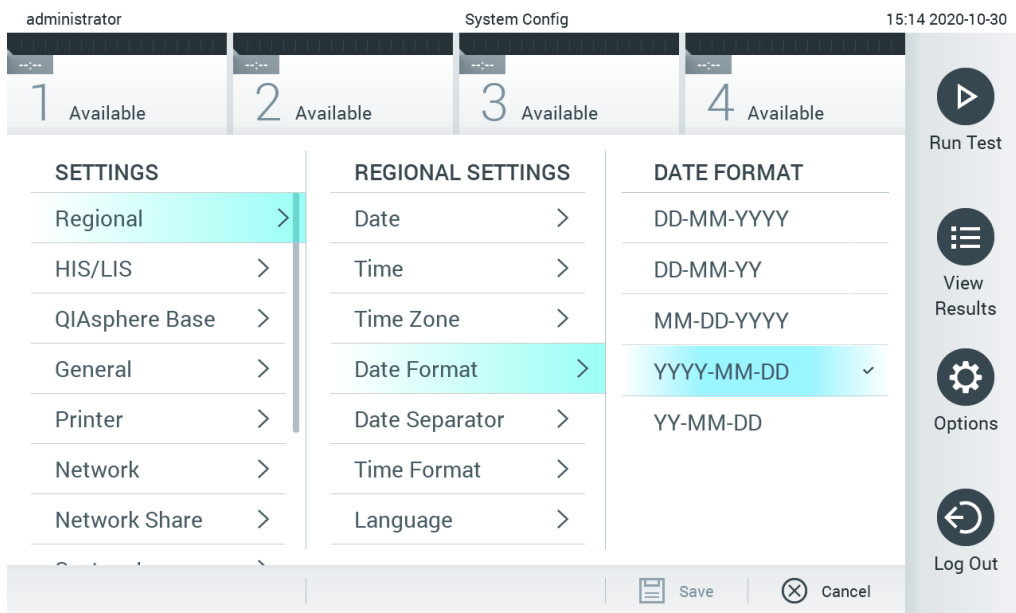 administrator System Config 15:14 2020-10-30
--:-- --:-- --:-- --:--
1 Available 2 Available 3 Available 4 Available
Run Test
SETTINGS
Regional
HIS/LIS
QIAsphere Base
General
Printer
Network
Network Share
REGIONAL SETTINGS
Date
Time
Time Zone
Date Format
Date Separator
Time Format
Language
DATE FORMAT
DD-MM-YYYY
DD-MM-YY
MM-DD-YYYY
YYYY-MM-DD
YY-MM-DD
View
Results
Options
Log Out
Save Cancel